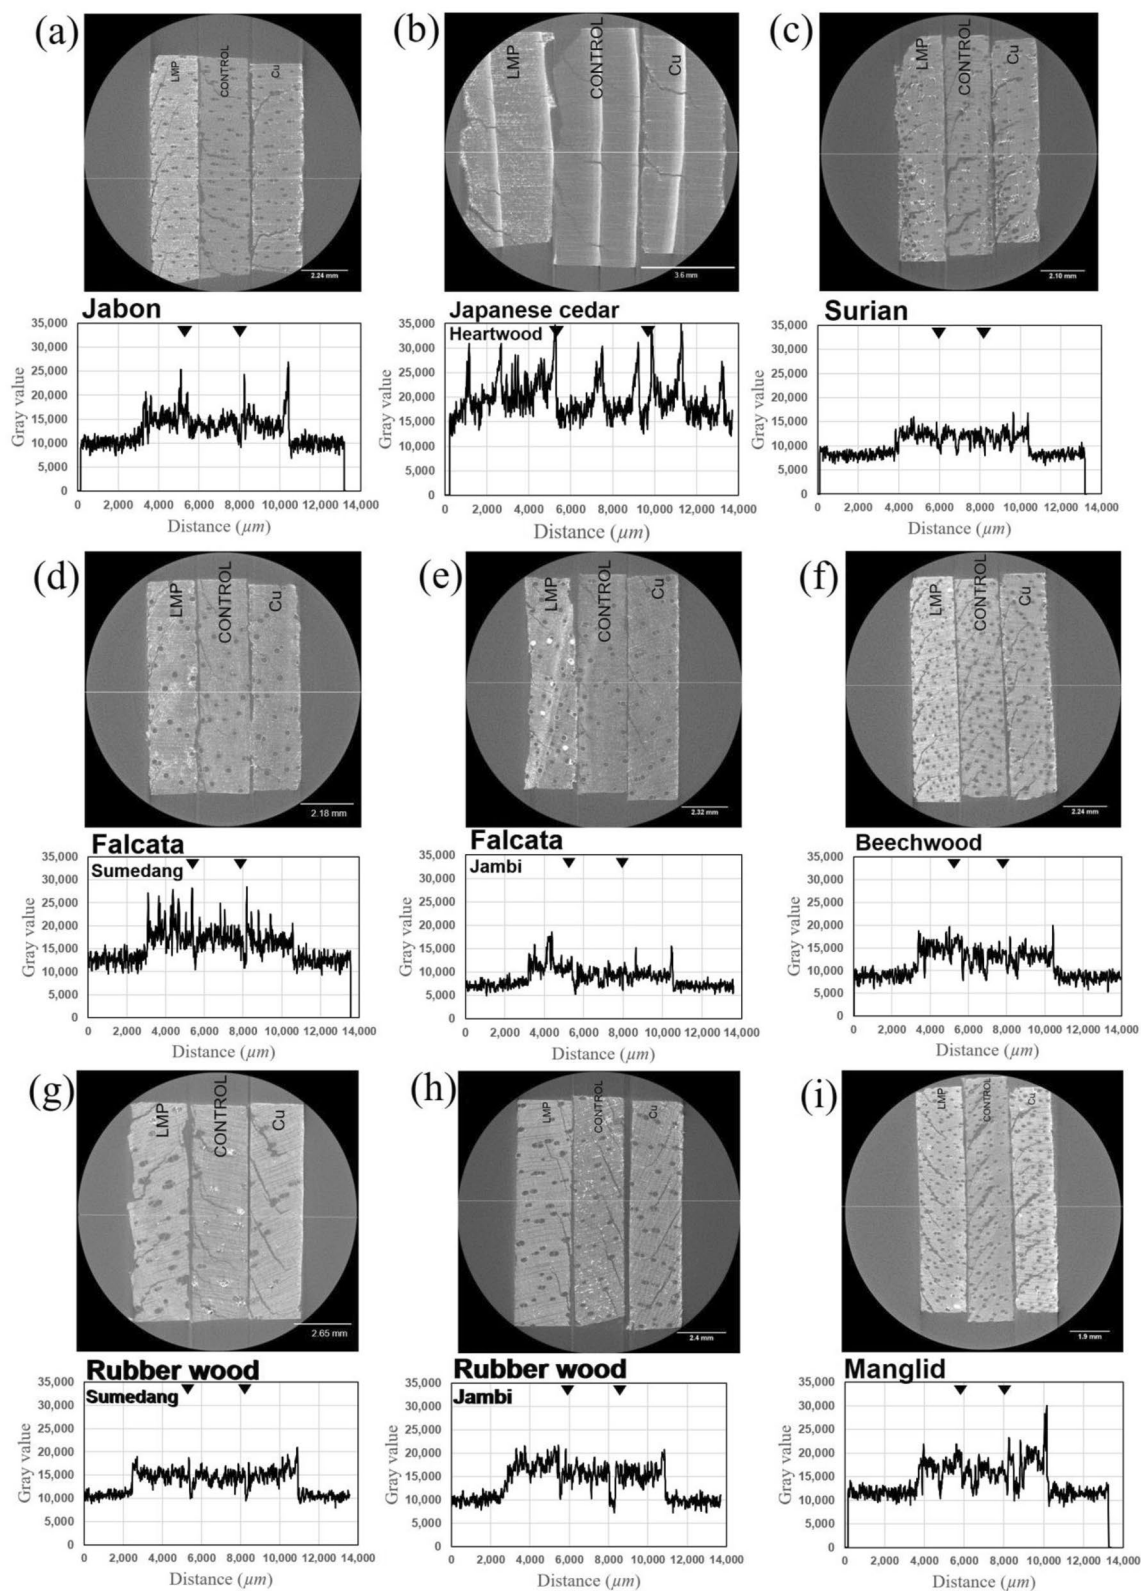 (a)
LMP
CONTROL
Cu
2.24 mm
(b)
LMP
CONTROL
Cu
3.6 mm
(c)
LMP
CONTROL
Cu
2.10 mm
Jabon
35,000
30,000
25,000
20,000
15,000
10,000
5,000
0
Gray value
0 2,000 4,000 6,000 8,000 10,000 12,000 14,000
Distance (µm)
Japanese cedar
Heartwood
35,000
30,000
25,000
20,000
15,000
10,000
5,000
0
Gray value
0 2,000 4,000 6,000 8,000 10,000 12,000 14,000
Distance (µm)
Surian
35,000
30,000
25,000
20,000
15,000
10,000
5,000
0
Gray value
0 2,000 4,000 6,000 8,000 10,000 12,000 14,000
Distance (µm)
(d)
LMP
CONTROL
Cu
2.18 mm
(e)
LMP
CONTROL
Cu
2.32 mm
(f)
LMP
CONTROL
Cu
2.24 mm
Falcata
Sumedang
35,000
30,000
25,000
20,000
15,000
10,000
5,000
0
Gray value
0 2,000 4,000 6,000 8,000 10,000 12,000 14,000
Distance (µm)
Falcata
Jambi
35,000
30,000
25,000
20,000
15,000
10,000
5,000
0
Gray value
0 2,000 4,000 6,000 8,000 10,000 12,000 14,000
Distance (µm)
Beechwood
35,000
30,000
25,000
20,000
15,000
10,000
5,000
0
Gray value
0 2,000 4,000 6,000 8,000 10,000 12,000 14,000
Distance (µm)
(g)
LMP
CONTROL
Cu
2.65 mm
(h)
LMP
CONTROL
Cu
2.4 mm
(i)
LMP
CONTROL
Cu
1.9 mm
Rubber wood
Sumedang
35,000
30,000
25,000
20,000
15,000
10,000
5,000
0
Gray value
0 2,000 4,000 6,000 8,000 10,000 12,000 14,000
Distance (µm)
Rubber wood
Jambi
35,000
30,000
25,000
20,000
15,000
10,000
5,000
0
Gray value
0 2,000 4,000 6,000 8,000 10,000 12,000 14,000
Distance (µm)
Manglid
35,000
30,000
25,000
20,000
15,000
10,000
5,000
0
Gray value
0 2,000 4,000 6,000 8,000 10,000 12,000 14,000
Distance (µm)